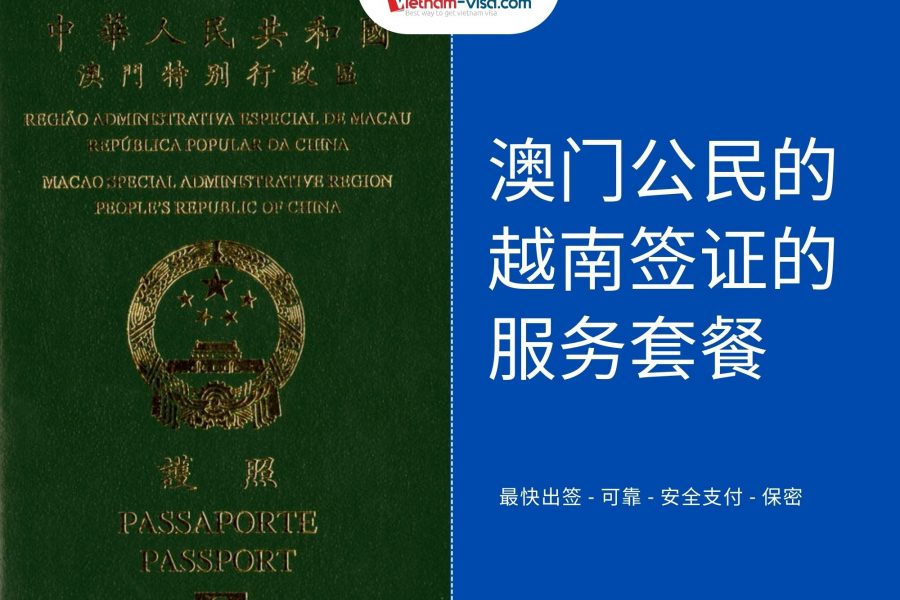 Vietnam-visa.com
Best way to get vietnam visa
中華人民共和國
澳門特別行政區
REGIÃO ADMINISTRATIVA ESPECIAL DE MACAU
REPÚBLICA POPULAR DA CHINA
MACAO SPECIAL ADMINISTRATIVE REGION
PEOPLE'S REPUBLIC OF CHINA
護照
PASSAPORTE
PASSPORT
澳门公民的
越南签证的
服务套餐
最快出签 - 可靠 - 安全支付 - 保密